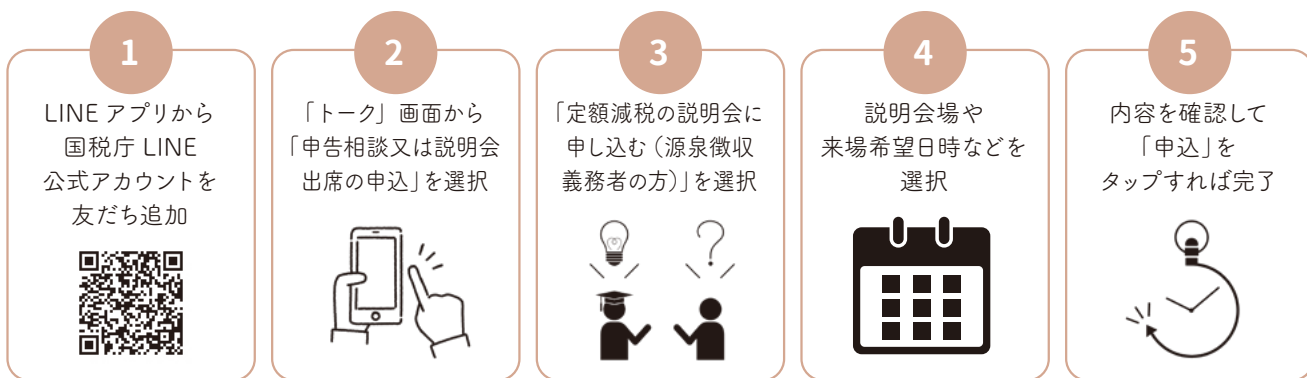 1
LINE アプリから
国税庁 LINE
公式アカウントを
友だち追加
2
「トーク」画面から
「申告相談又は説明会
出席の申込」を選択
3
「定額減税の説明会に
申し込む（源泉徴収
義務者の方）」を選択
4
説明会場や
来場希望日時などを
選択
5
内容を確認して
「申込」を
タップすれば完了